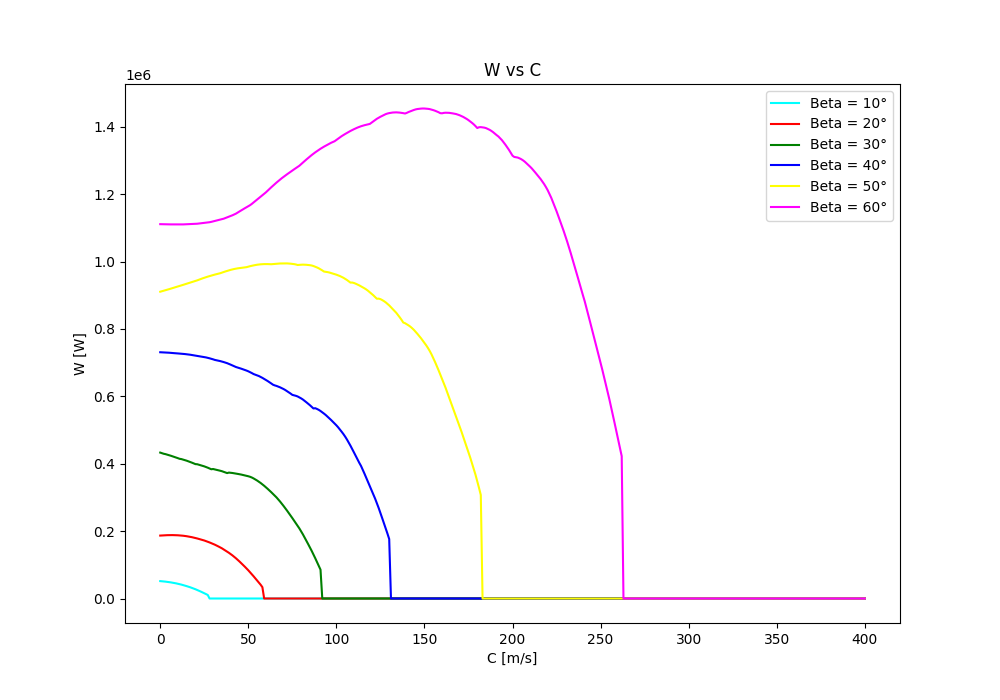 W vs C
1e6
1.4
1.2
1.0
0.8
0.6
0.4
0.2
0.0
W [W]
0 50 100 150 200 250 300 350 400
C [m/s]
Beta = 10°
Beta = 20°
Beta = 30°
Beta = 40°
Beta = 50°
Beta = 60°